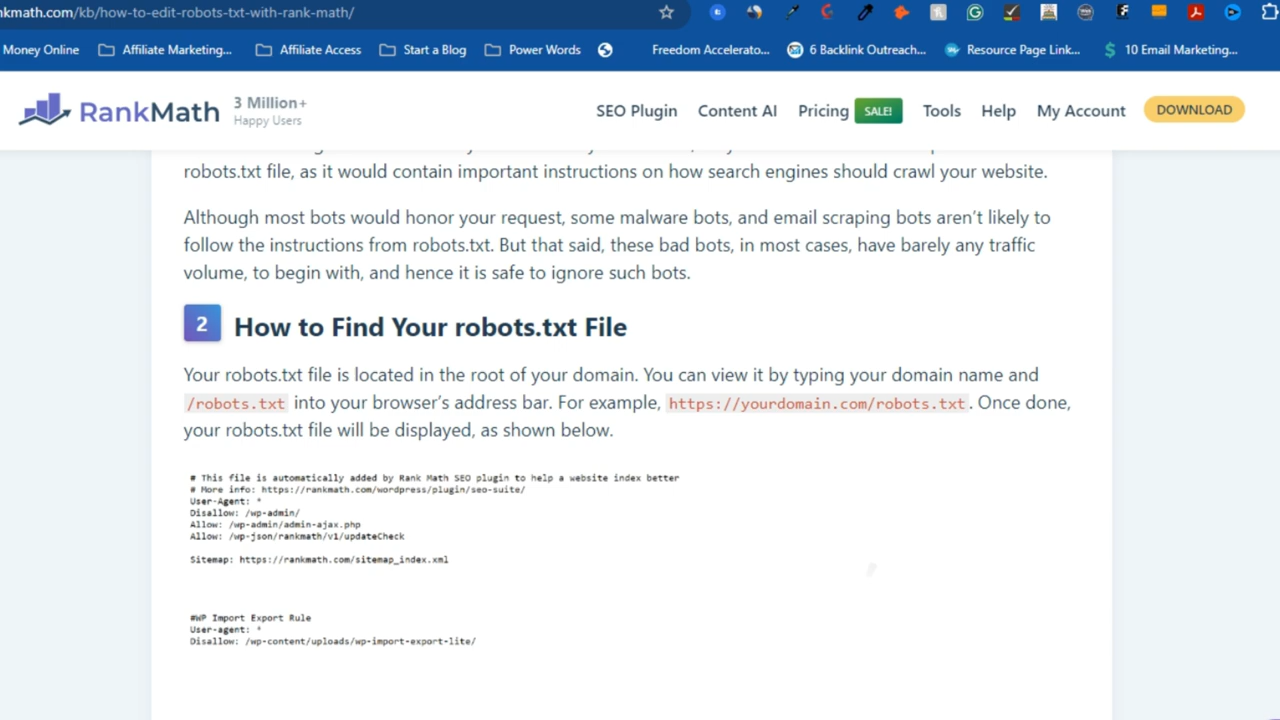 nkmath.com/kb/how-to-edit-robots-txt-with-rank-math/
Money Online
Affiliate Marketing...
Affiliate Access
Start a Blog
Power Words
Freedom Accelerato...
6 Backlink Outreach...
Resource Page Link...
10 Email Marketing...
RankMath
3 Million+
Happy Users
SEO Plugin
Content AI
Pricing
SALE!
Tools
Help
My Account
DOWNLOAD
robots.txt file, as it would contain important instructions on how search engines should crawl your website.
Although most bots would honor your request, some malware bots, and email scraping bots aren’t likely to
follow the instructions from robots.txt. But that said, these bad bots, in most cases, have barely any traffic
volume, to begin with, and hence it is safe to ignore such bots.
2 How to Find Your robots.txt File
Your robots.txt file is located in the root of your domain. You can view it by typing your domain name and
/robots.txt into your browser’s address bar. For example, https://yourdomain.com/robots.txt. Once done,
your robots.txt file will be displayed, as shown below.
# This file is automatically added by Rank Math SEO plugin to help a website index better
# More info: https://rankmath.com/wordpress/plugin/seo-suite/
User-Agent: *
Disallow: /wp-admin/
Allow: /wp-admin/admin-ajax.php
Allow: /wp-json/rankmath/v1/updateCheck
Sitemap: https://rankmath.com/sitemap_index.xml
#WP Import Export Rule
User-agent: *
Disallow: /wp-content/uploads/wp-import-export-lite/